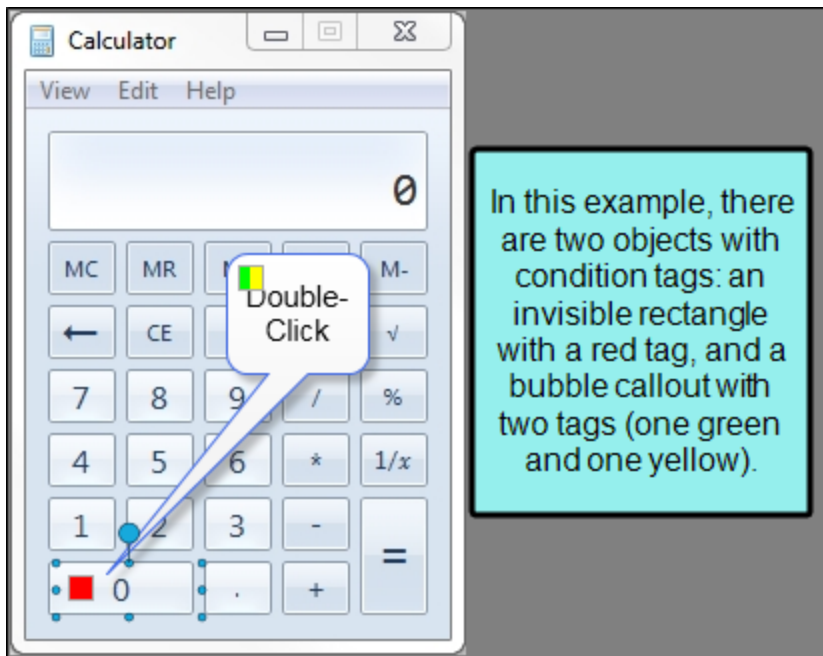 Calculator
View Edit Help
0
MC MR M-
Double-
Click
← CE √
7 8 9 / %
4 5 6 * 1/x
1 2 3 - =
0 . +
In this example, there
are two objects with
condition tags: an
invisible rectangle
with a red tag, and a
bubble callout with
two tags (one green
and one yellow).